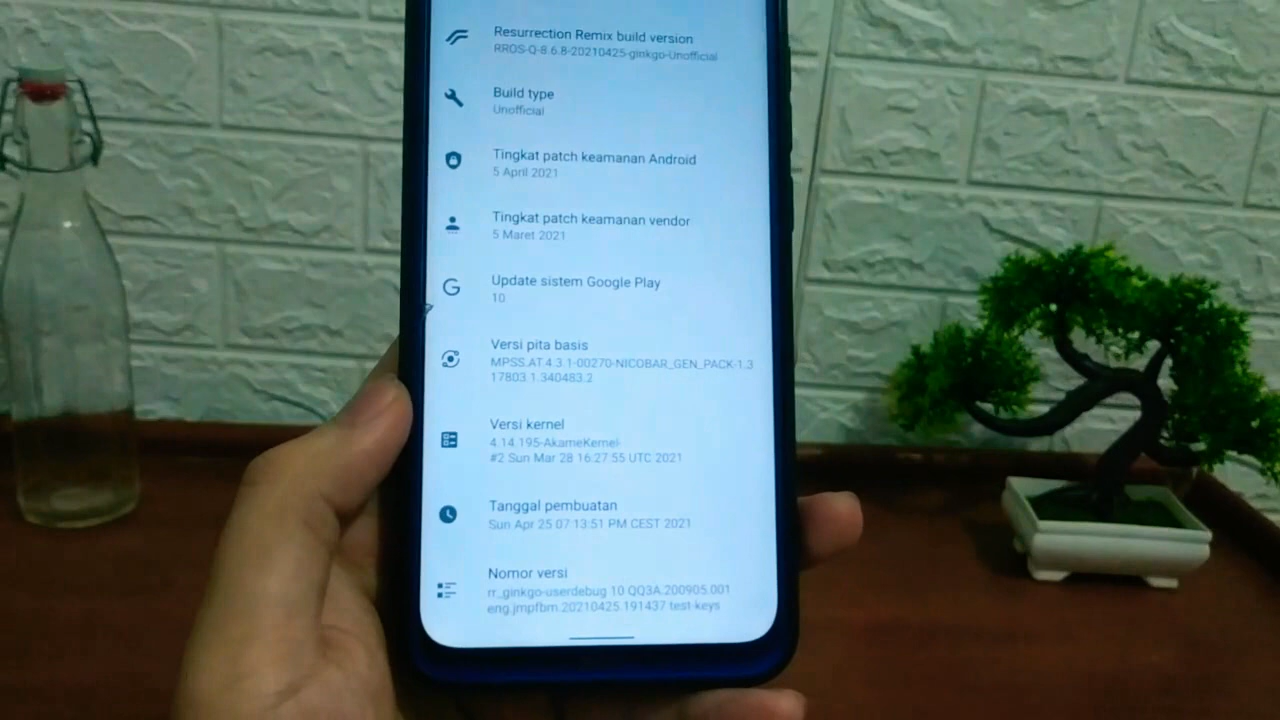 Resurrection Remix build version
RROS-Q-8.6.8-20210425-ginkgo-Unofficial
Build type
Unofficial
Tingkat patch keamanan Android
5 April 2021
Tingkat patch keamanan vendor
5 Maret 2021
Update sistem Google Play
10
Versi pita basis
MPSS.AT.4.3.1-00270-NICOBAR_GEN_PACK-1.3
17803.1.340483.2
Versi kernel
4.14.195-AkameKernel-
#2 Sun Mar 28 16:27:55 UTC 2021
Tanggal pembuatan
Sun Apr 25 07:13:51 PM CEST 2021
Nomor versi
rr_ginkgo-userdebug 10 QQ3A.200905.001
eng.jmpfbm.20210425.191437 test-keys